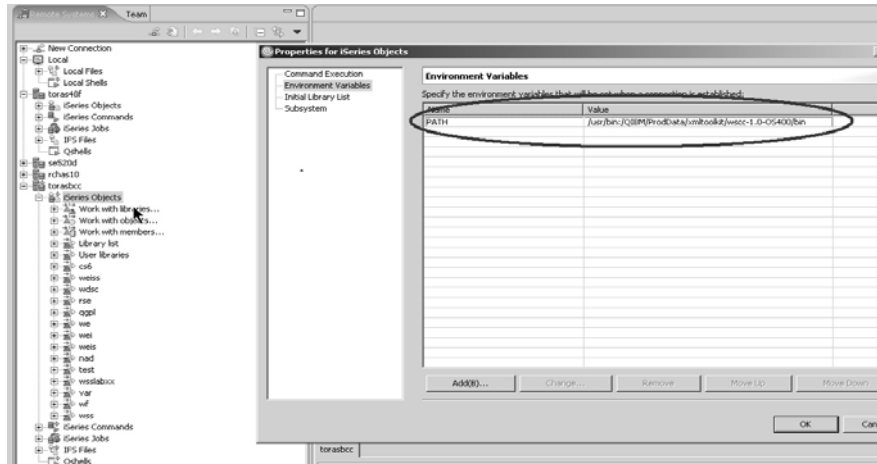 Remote Systems
Team
New Connection
Local
Local Files
Local Shells
toras40f
iSeries Objects
iSeries Commands
iSeries Jobs
IFS Files
Qshells
se520d
rchas10
torasbcc
iSeries Objects
Work with libraries...
Work with objects...
Work with members...
Library list
User libraries
cs6
weiss
wdsc
rse
qgpl
we
wei
weis
nad
test
wsslabxx
var
wf
wss
iSeries Commands
iSeries Jobs
IFS Files
Qshells
Properties for iSeries Objects
Command Execution
Environment Variables
Initial Library List
Subsystem
Environment Variables
Specify the environment variables that will be set when a connection is established:
Name Value
PATH /usr/bin:/QIBM/ProdData/xmltoolkit/wscc-1.0-OS400/bin
Add(B)... Change... Remove Move Up Move Down
OK Can
torasbcc